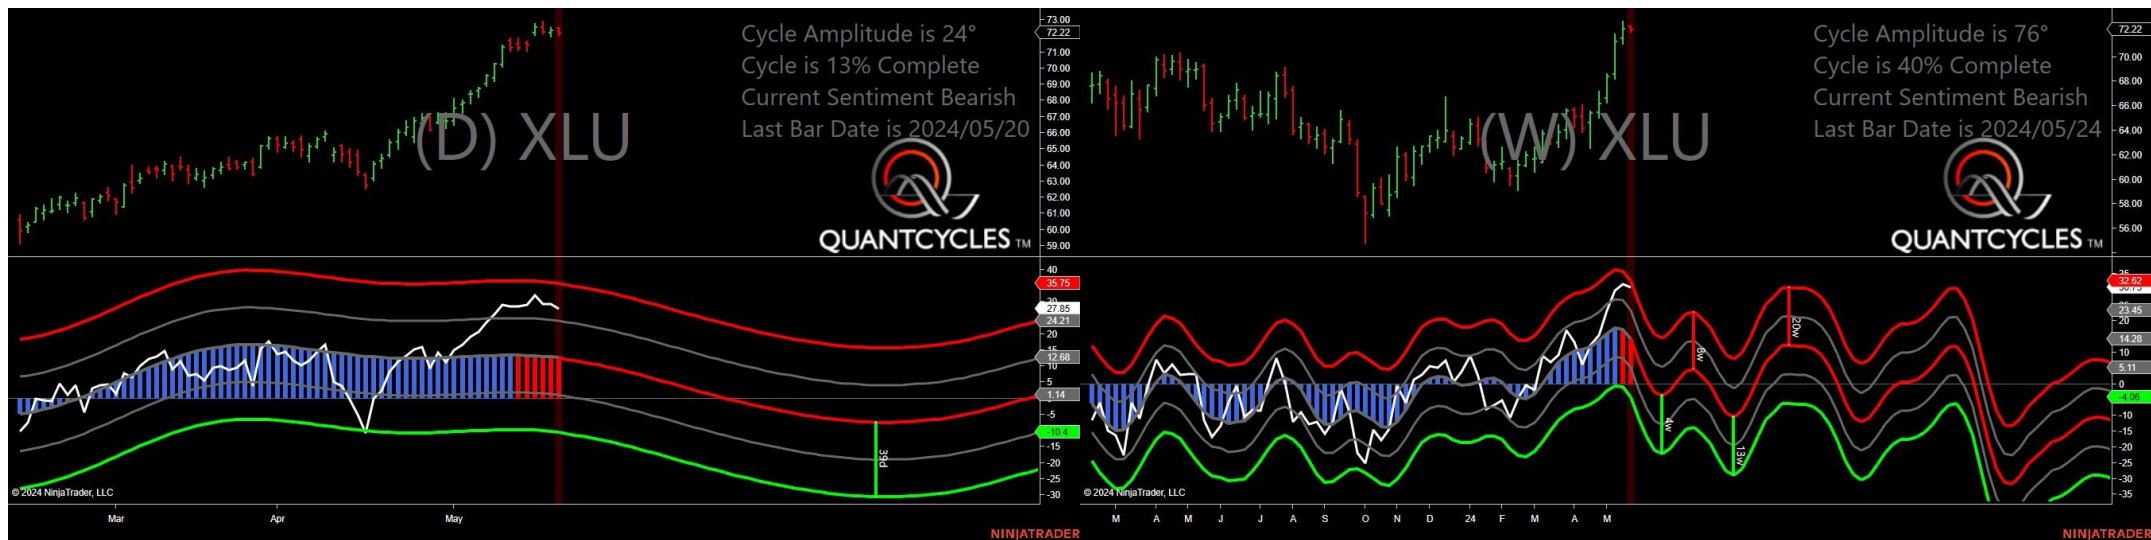 Cycle Amplitude is 24°
Cycle is 13% Complete
Current Sentiment Bearish
Last Bar Date is 2024/05/20
(D) XLU
QUANTCYCLES TM
73.00
72.22
71.00
70.00
69.00
68.00
67.00
66.00
65.00
64.00
63.00
62.00
61.00
60.00
59.00
40
35.75
27.85
24.21
20
15
12.68
10
5
1.14
-5
-10.4
-15
-20
-25
-30
39d
© 2024 NinjaTrader, LLC
Mar Apr May
NINJATRADER
Cycle Amplitude is 76°
Cycle is 40% Complete
Current Sentiment Bearish
Last Bar Date is 2024/05/24
(W) XLU
QUANTCYCLES TM
72.22
70.00
68.00
66.00
64.00
62.00
60.00
58.00
56.00
32.62
23.45
20
14.28
10
5.11
0
-4.06
-10
-15
-20
-25
-30
-35
4w
13w
20w
© 2024 NinjaTrader, LLC
M A M J J A S O N D 24 F M A M
NINJATRADER